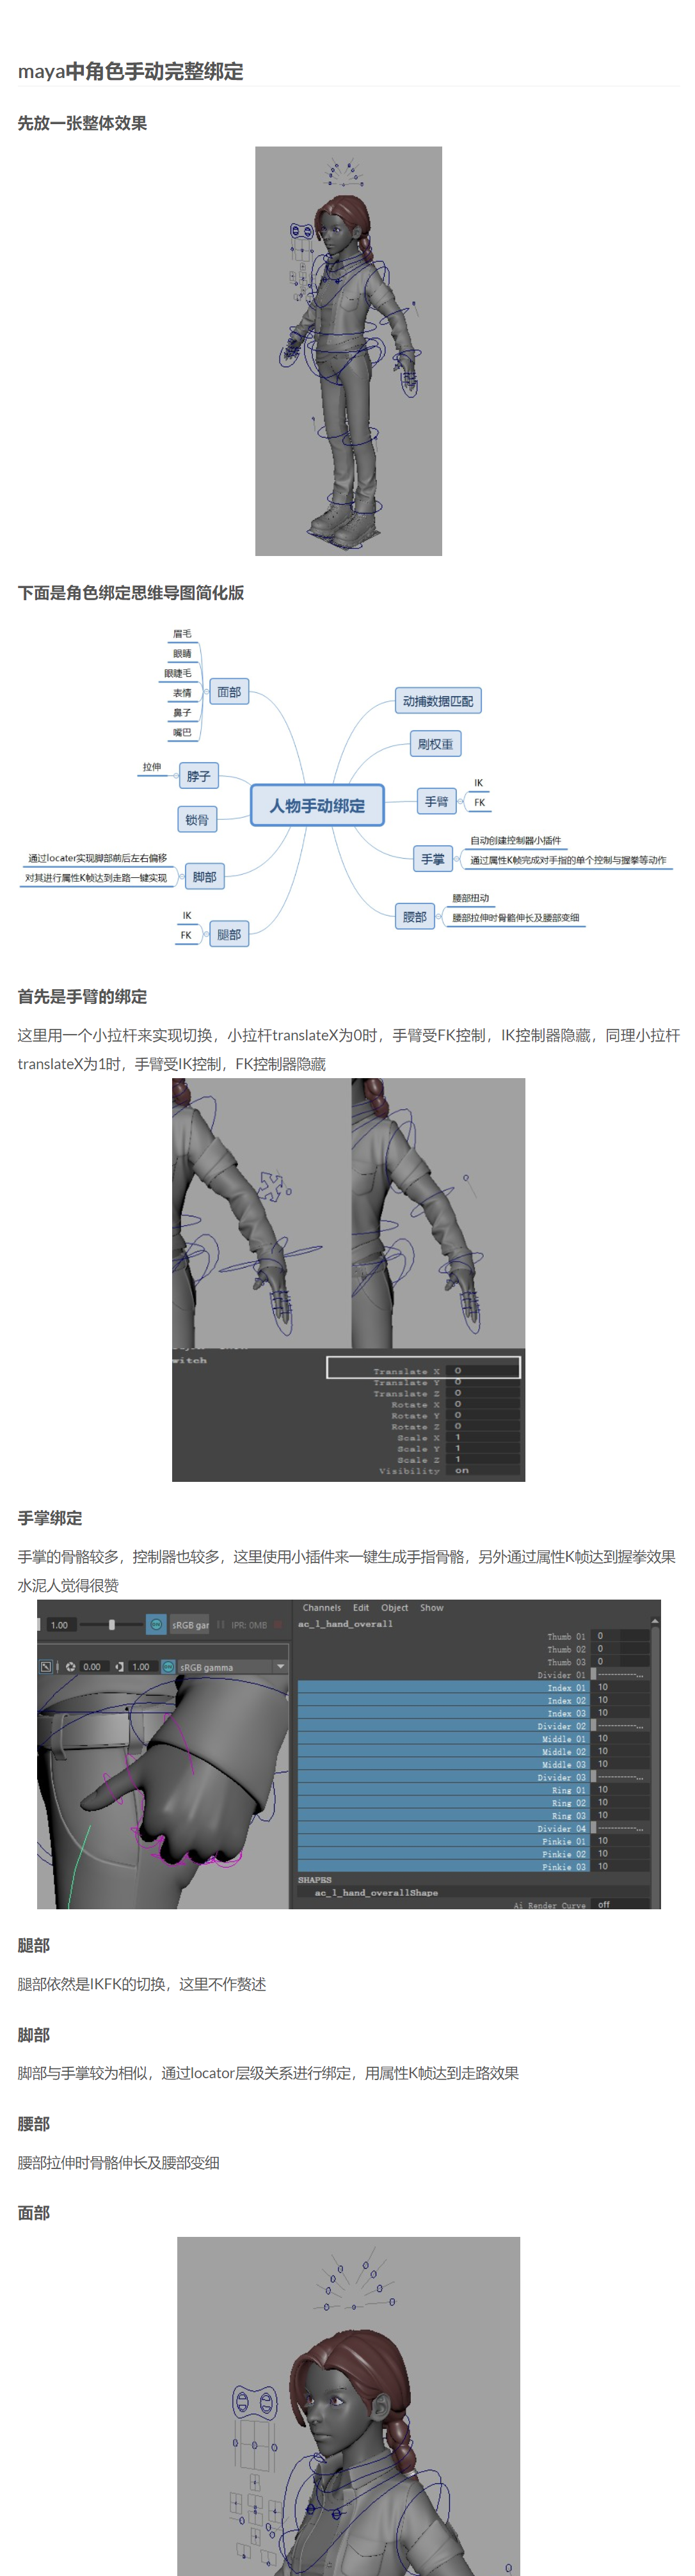 maya中角色手动完整绑定
先放一张整体效果
下面是角色绑定思维导图简化版
眉毛
眼睛
眼睫毛
表情
鼻子
嘴巴
面部
拉伸
脖子
锁骨
通过locater实现脚部前后左右偏移
对其进行属性K帧达到走路一键实现
脚部
IK
FK
腿部
人物手动绑定
动捕数据匹配
刷权重
手臂
IK
FK
手掌
自动创建控制器小插件
通过属性K帧完成对手指的单个控制与握拳等动作
腰部
腰部扭动
腰部拉伸时骨骼伸长及腰部变细
首先是手臂的绑定
这里用一个小拉杆来实现切换，小拉杆translateX为0时，手臂受FK控制，IK控制器隐藏，同理小拉杆
translateX为1时，手臂受IK控制，FK控制器隐藏
witch
Translate X 0
Translate Y 0
Translate Z 0
Rotate X 0
Rotate Y 0
Rotate Z 0
Scale X 1
Scale Y 1
Scale Z 1
Visibility on
手掌绑定
手掌的骨骼较多，控制器也较多，这里使用小插件来一键生成手指骨骼，另外通过属性K帧达到握拳效果
水泥人觉得很赞
1.00 sRGB gar IPR: 0MB
0.00 1.00 sRGB gamma
Channels Edit Object Show
ac_l_hand_overall
Thumb 01 0
Thumb 02 0
Thumb 03 0
Divider 01 -----------...
Index 01 10
Index 02 10
Index 03 10
Divider 02 -----------...
Middle 01 10
Middle 02 10
Middle 03 10
Divider 03 -----------...
Ring 01 10
Ring 02 10
Ring 03 10
Divider 04 -----------...
Pinkie 01 10
Pinkie 02 10
Pinkie 03 10
SHAPES
ac_l_hand_overallShape
Ai Render Curve off
腿部
腿部依然是IKFK的切换，这里不作赘述
脚部
脚部与手掌较为相似，通过locator层级关系进行绑定，用属性K帧达到走路效果
腰部
腰部拉伸时骨骼伸长及腰部变细
面部